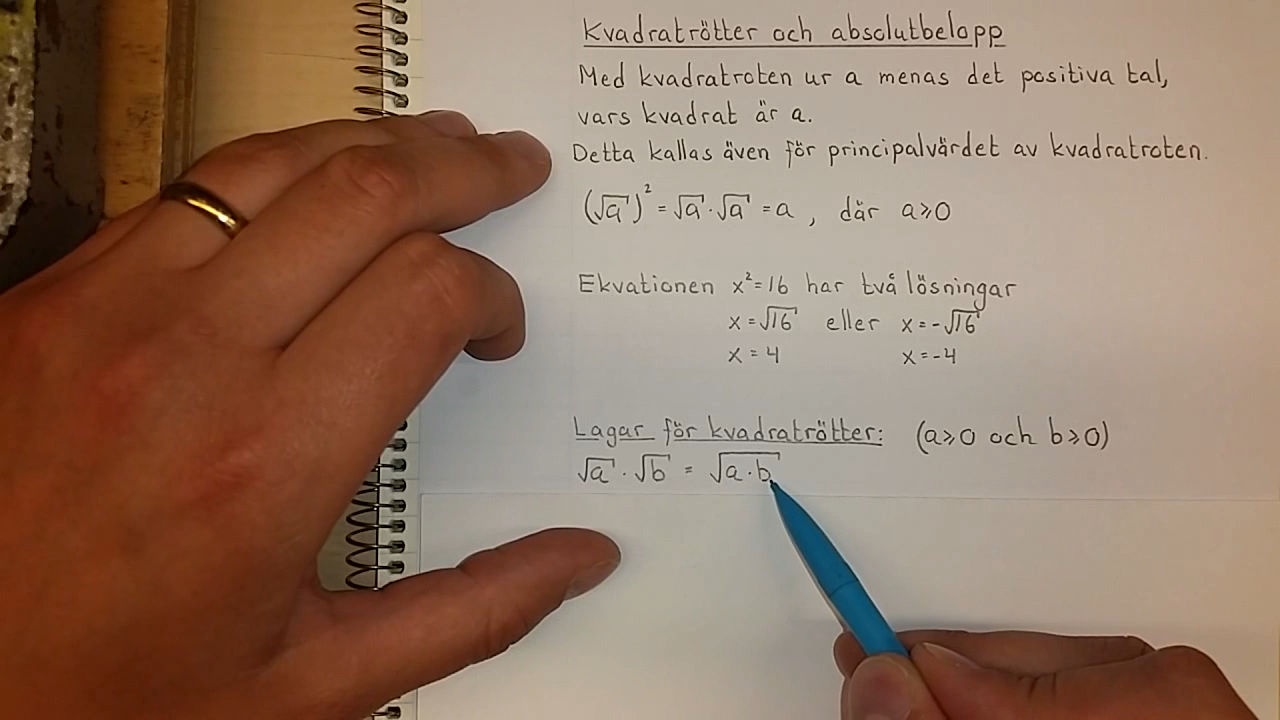 Kvadratrötter och absolutbelopp
Med kvadratroten ur a menas det positiva tal,
vars kvadrat är a.
Detta kallas även för principalvärdet av kvadratroten.
(√a)² = √a · √a = a , där a⩾0
Ekvationen x² = 16 har två lösningar
x = √16 eller x = -√16
x = 4 x = -4
Lagar för kvadratrötter: (a⩾0 och b⩾0)
√a · √b = √a · b